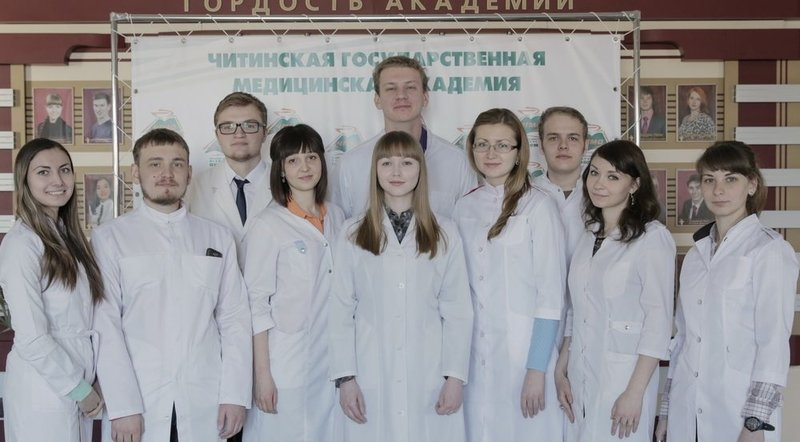 ГОРДОСТЬ АКАДЕМИИ
ЧИТИНСКАЯ ГОСУДАРСТВЕННАЯ
МЕДИЦИНСКАЯ АКАДЕМИЯ